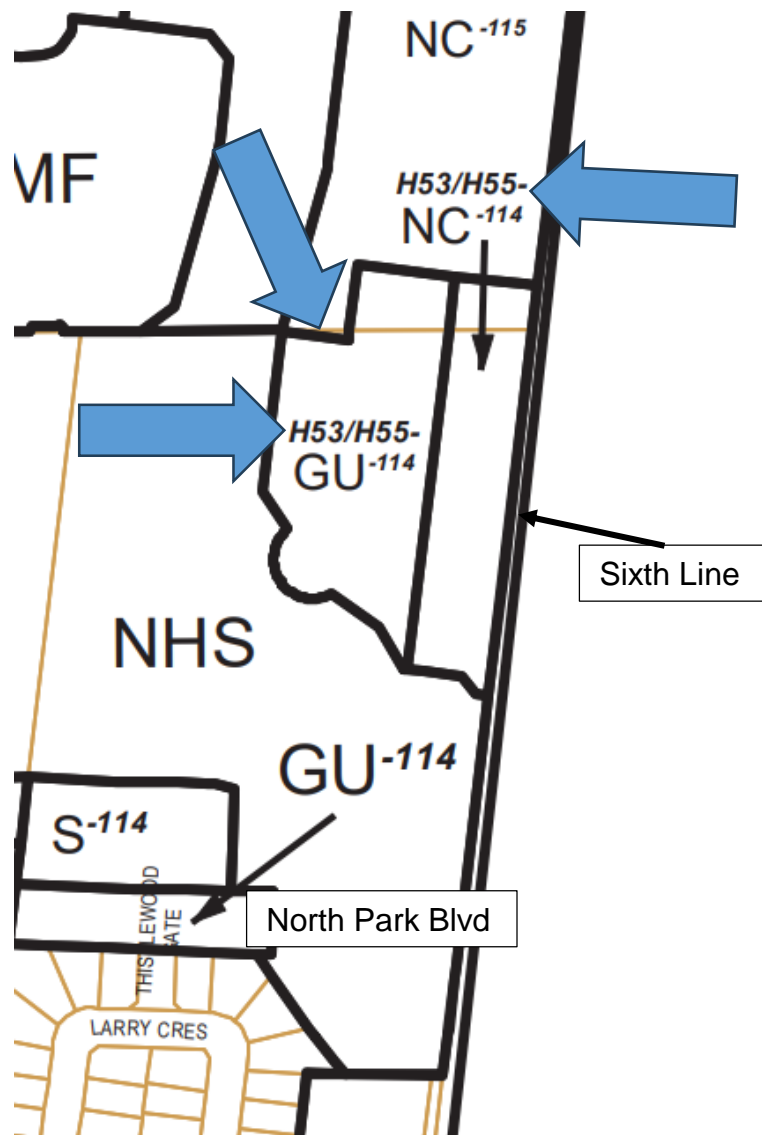 NC-115
MF
H53/H55-
NC-114
H53/H55-
GU-114
Sixth Line
NHS
GU-114
S-114
North Park Blvd
LARRY CRES